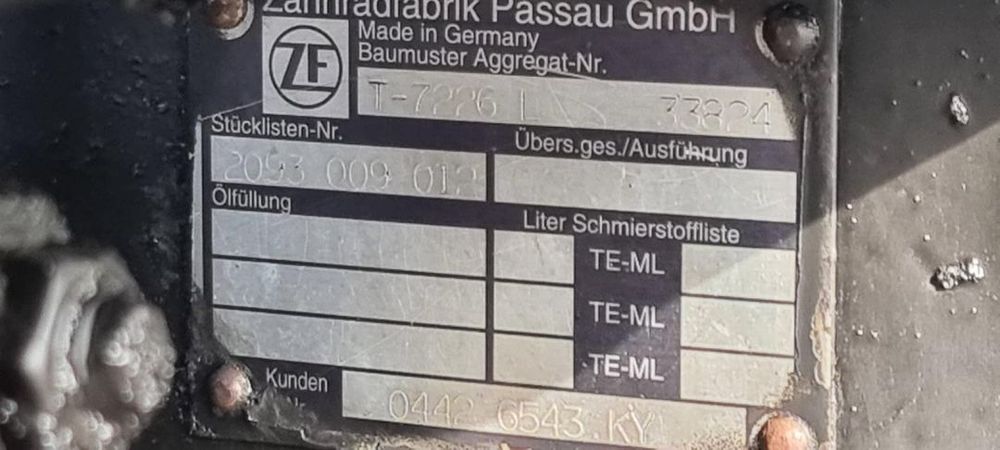 Zahnradfabrik Passau GmbH
ZF
Made in Germany
Baumuster Aggregat-Nr.
T-7226 L 33824
Stücklisten-Nr.
Übers.ges./Ausführung
2093 009 012
Ölfüllung
Liter Schmierstoffliste
TE-ML
TE-ML
TE-ML
Kunden
0442 6543 KY